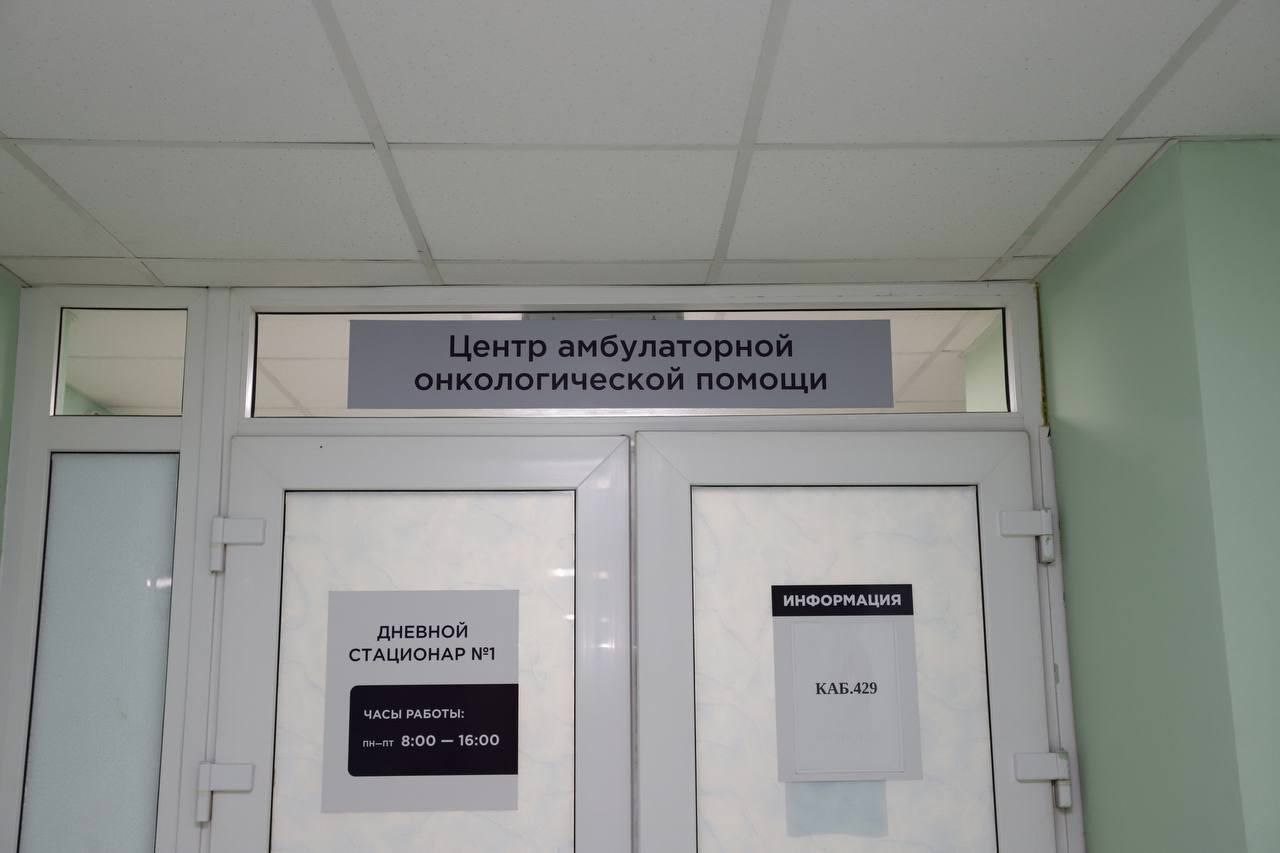 Центр амбулаторной
онкологической помощи
ДНЕВНОЙ
СТАЦИОНАР №1
ЧАСЫ РАБОТЫ:
пн–пт 8:00 — 16:00
ИНФОРМАЦИЯ
КАБ.429